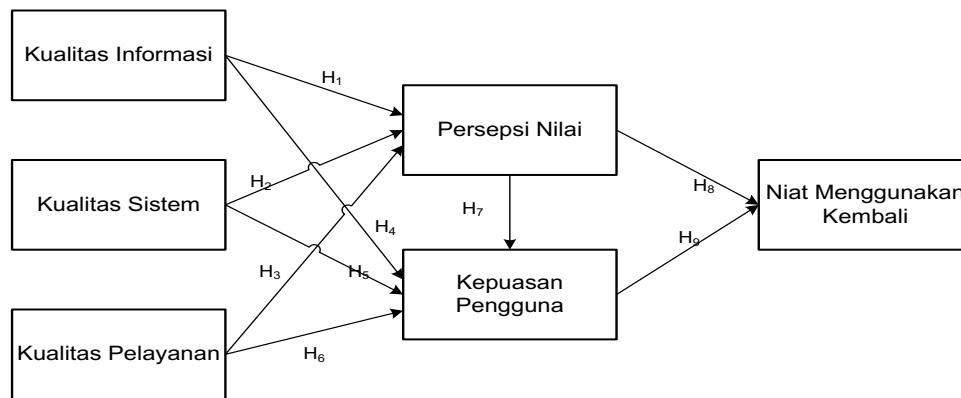 Kualitas Informasi
H₁
Persepsi Nilai
H₂
Kualitas Sistem
H₈
Niat Menggunakan
Kembali
H₇
H₄
H₉
H₃
H₅
Kepuasan
Pengguna
Kualitas Pelayanan
H₆